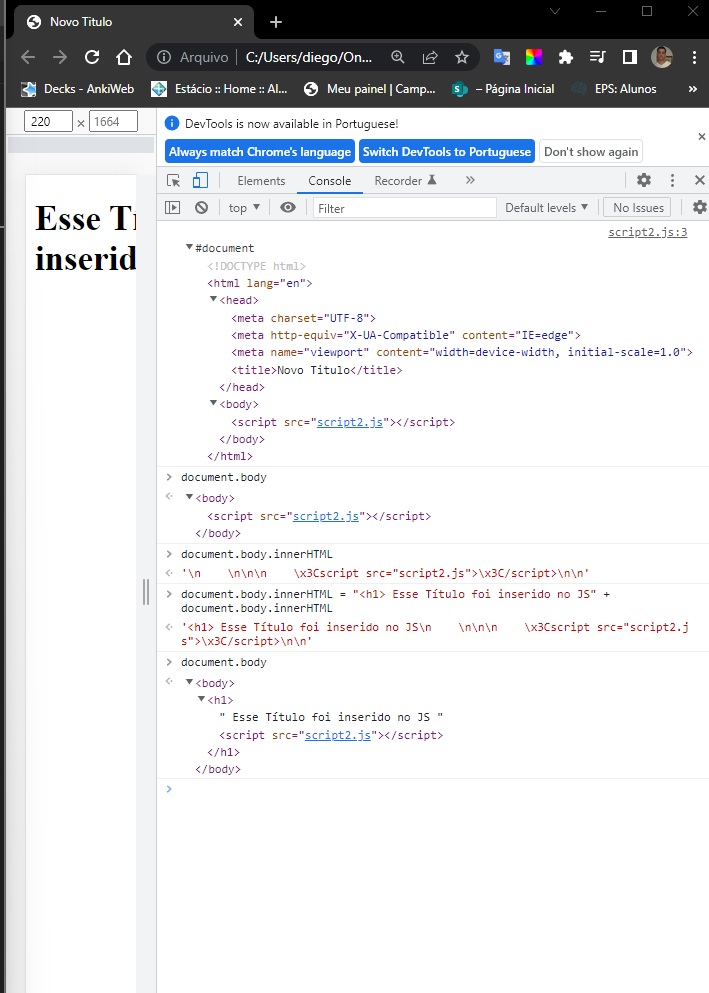 Novo Titulo
Arquivo C:/Users/diego/On...
Decks - AnkiWeb Estácio :: Home :: Al... Meu painel | Camp... – Página Inicial EPS: Alunos »
220 × 1664
DevTools is now available in Portuguese!
Always match Chrome's language Switch DevTools to Portuguese Don't show again
Elements Console Recorder »
top Filter Default levels No Issues
script2.js:3
Esse Tí
inserid
#document
<!DOCTYPE html>
<html lang="en">
<head>
<meta charset="UTF-8">
<meta http-equiv="X-UA-Compatible" content="IE=edge">
<meta name="viewport" content="width=device-width, initial-scale=1.0">
<title>Novo Titulo</title>
</head>
<body>
<script src="script2.js"></script>
</body>
</html>
> document.body
<body>
<script src="script2.js"></script>
</body>
> document.body.innerHTML
'\n    \n\n\n    \x3Cscript src="script2.js">\x3C/script>\n\n'
> document.body.innerHTML = "<h1> Esse Título foi inserido no JS" +
document.body.innerHTML
'<h1> Esse Título foi inserido no JS\n    \n\n\n    \x3Cscript src="script2.j
s">\x3C/script>\n\n'
> document.body
<body>
<h1>
" Esse Título foi inserido no JS "
<script src="script2.js"></script>
</h1>
</body>
>